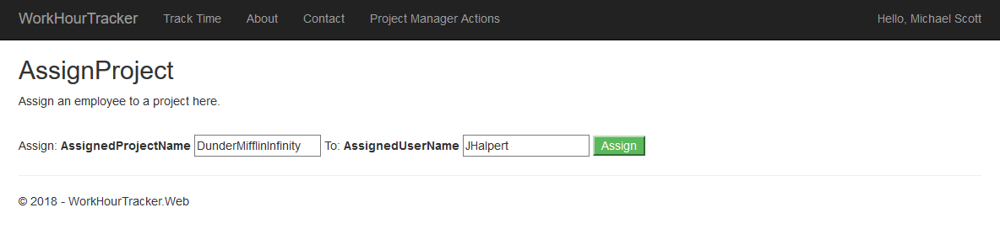 WorkHourTracker Track Time About Contact Project Manager Actions Hello, Michael Scott
AssignProject
Assign an employee to a project here.
Assign: AssignedProjectName DunderMifflinInfinity To: AssignedUserName JHalpert Assign
© 2018 - WorkHourTracker.Web